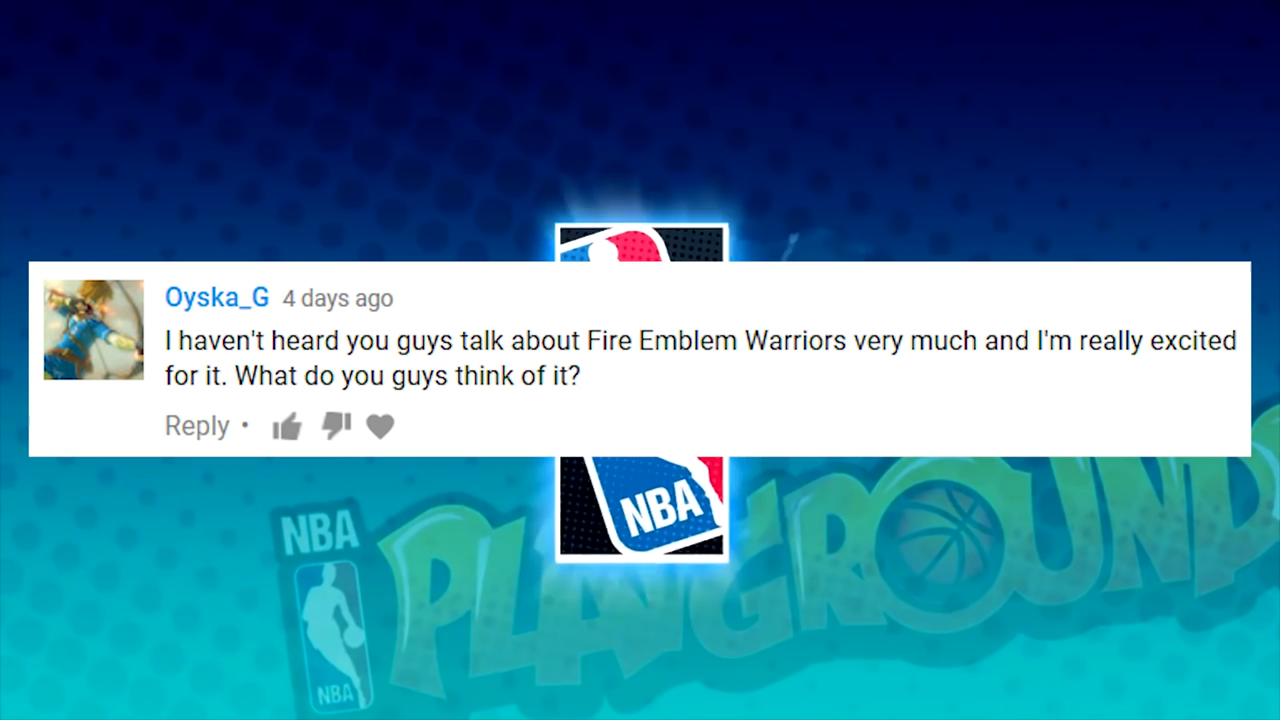 Oyska_G 4 days ago
I haven't heard you guys talk about Fire Emblem Warriors very much and I'm really excited
for it. What do you guys think of it?
Reply •
NBA
NBA
PLAYGROUND
NBA